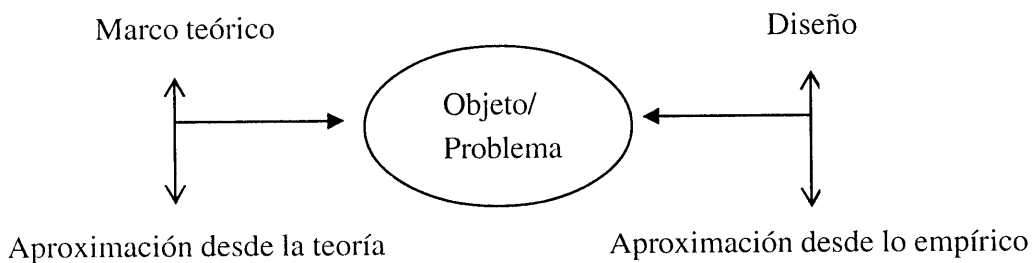 Marco teórico
Diseño
Objeto/
Problema
Aproximación desde la teoría
Aproximación desde lo empírico